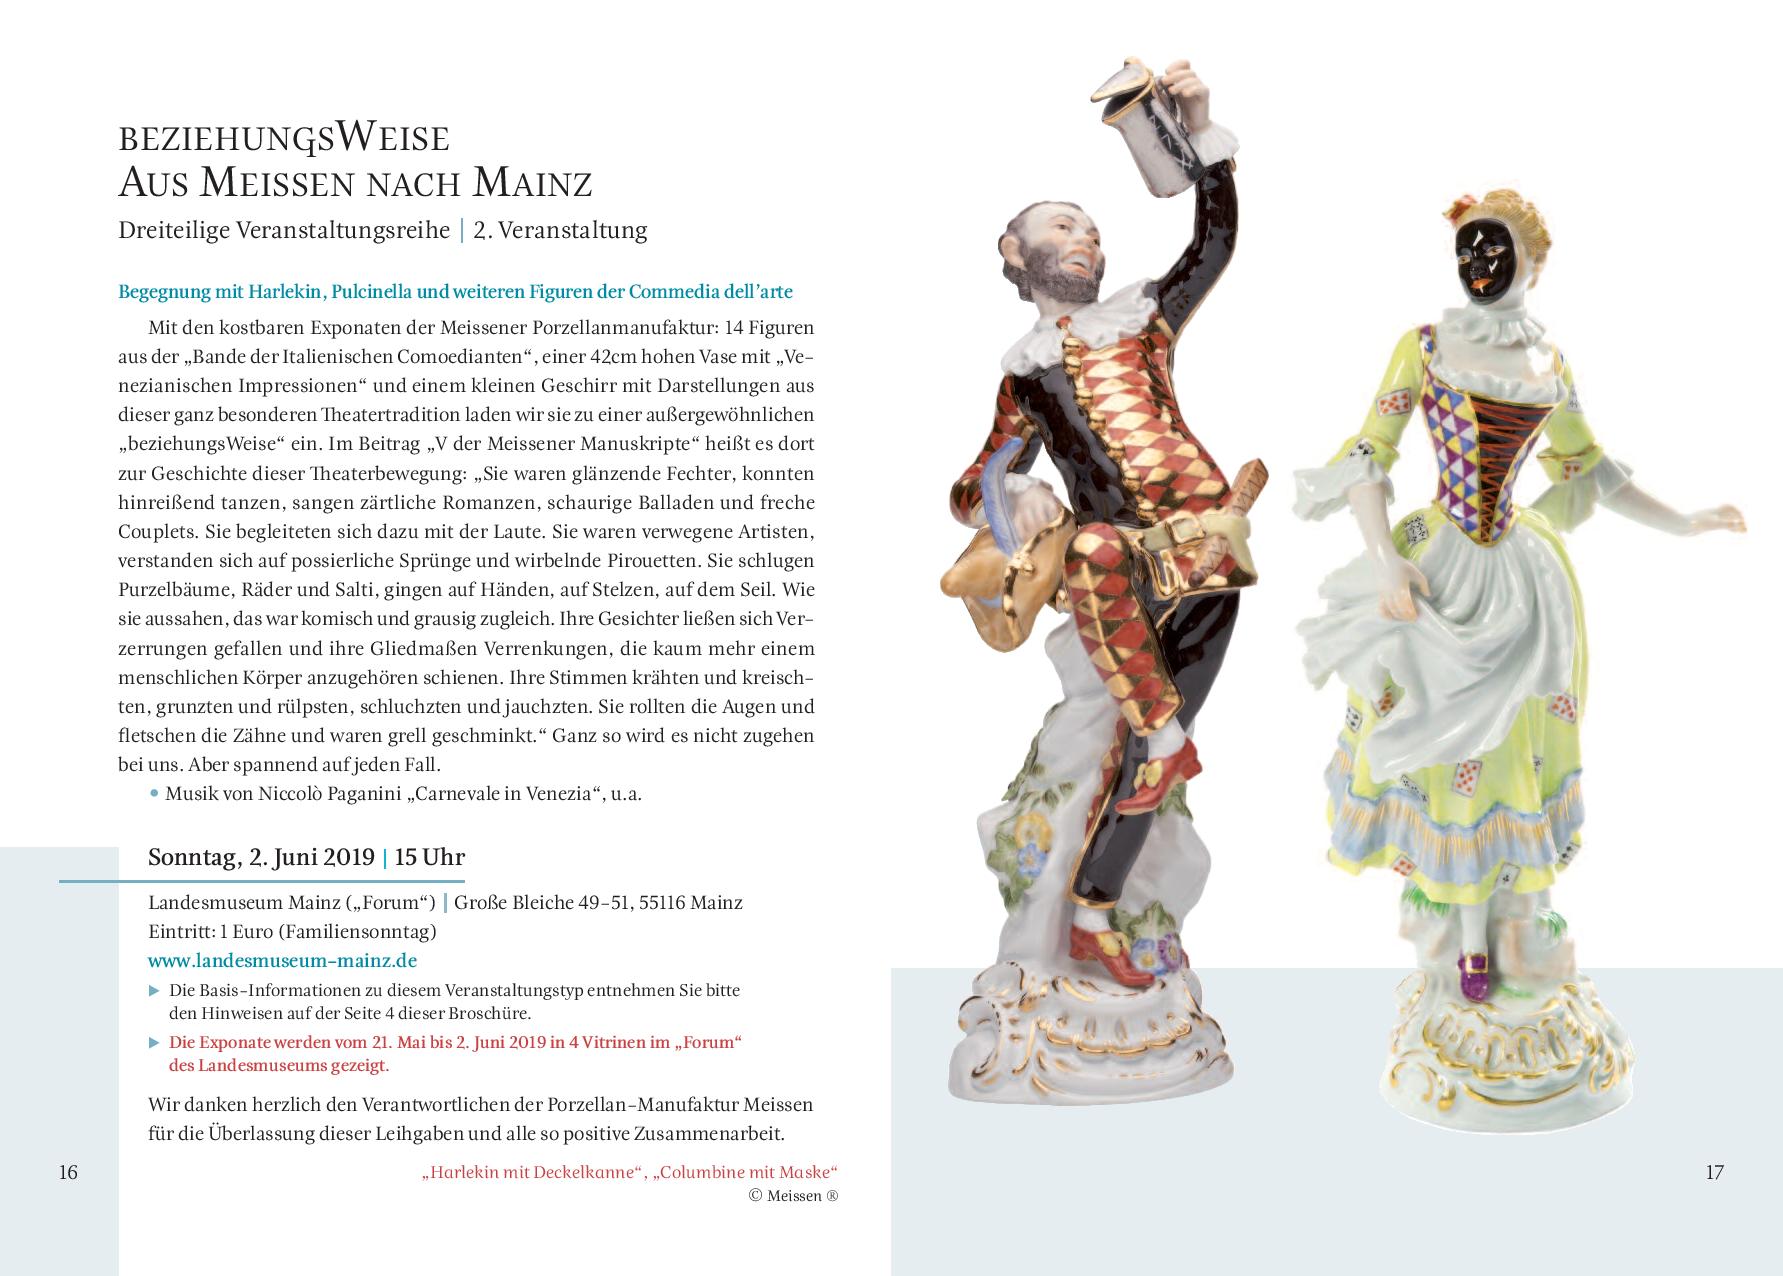 BEZIEHUNGSWEISE
AUS MEISSEN NACH MAINZ
Dreiteilige Veranstaltungsreihe | 2. Veranstaltung
Begegnung mit Harlekin, Pulcinella und weiteren Figuren der Commedia dell’arte
Mit den kostbaren Exponaten der Meissener Porzellanmanufaktur: 14 Figuren
aus der „Bande der Italienischen Comoedianten“, einer 42cm hohen Vase mit „Ve-
nezianischen Impressionen“ und einem kleinen Geschirr mit Darstellungen aus
dieser ganz besonderen Theatertradition laden wir sie zu einer außergewöhnlichen
„beziehungsWeise“ ein. Im Beitrag „V der Meissener Manuskripte“ heißt es dort
zur Geschichte dieser Theaterbewegung: „Sie waren glänzende Fechter, konnten
hinreißend tanzen, sangen zärtliche Romanzen, schaurige Balladen und freche
Couplets. Sie begleiteten sich dazu mit der Laute. Sie waren verwegene Artisten,
verstanden sich auf possierliche Sprünge und wirbelnde Pirouetten. Sie schlugen
Purzelbäume, Räder und Salti, gingen auf Händen, auf Stelzen, auf dem Seil. Wie
sie aussahen, das war komisch und grausig zugleich. Ihre Gesichter ließen sich Ver-
zerrungen gefallen und ihre Gliedmaßen Verrenkungen, die kaum mehr einem
menschlichen Körper anzugehören schienen. Ihre Stimmen krähten und kreisch-
ten, grunzten und rülpsten, schluchzten und jauchzten. Sie rollten die Augen und
fletschen die Zähne und waren grell geschminkt.“ Ganz so wird es nicht zugehen
bei uns. Aber spannend auf jeden Fall.
• Musik von Niccolò Paganini „Carnevale in Venezia“, u.a.
Sonntag, 2. Juni 2019 | 15 Uhr
Landesmuseum Mainz („Forum“) | Große Bleiche 49-51, 55116 Mainz
Eintritt: 1 Euro (Familiensonntag)
www.landesmuseum-mainz.de
▶ Die Basis-Informationen zu diesem Veranstaltungstyp entnehmen Sie bitte
den Hinweisen auf der Seite 4 dieser Broschüre.
▶ Die Exponate werden vom 21. Mai bis 2. Juni 2019 in 4 Vitrinen im „Forum“
des Landesmuseums gezeigt.
Wir danken herzlich den Verantwortlichen der Porzellan-Manufaktur Meissen
für die Überlassung dieser Leihgaben und alle so positive Zusammenarbeit.
„Harlekin mit Deckelkanne“, „Columbine mit Maske“
© Meissen ®
16
17